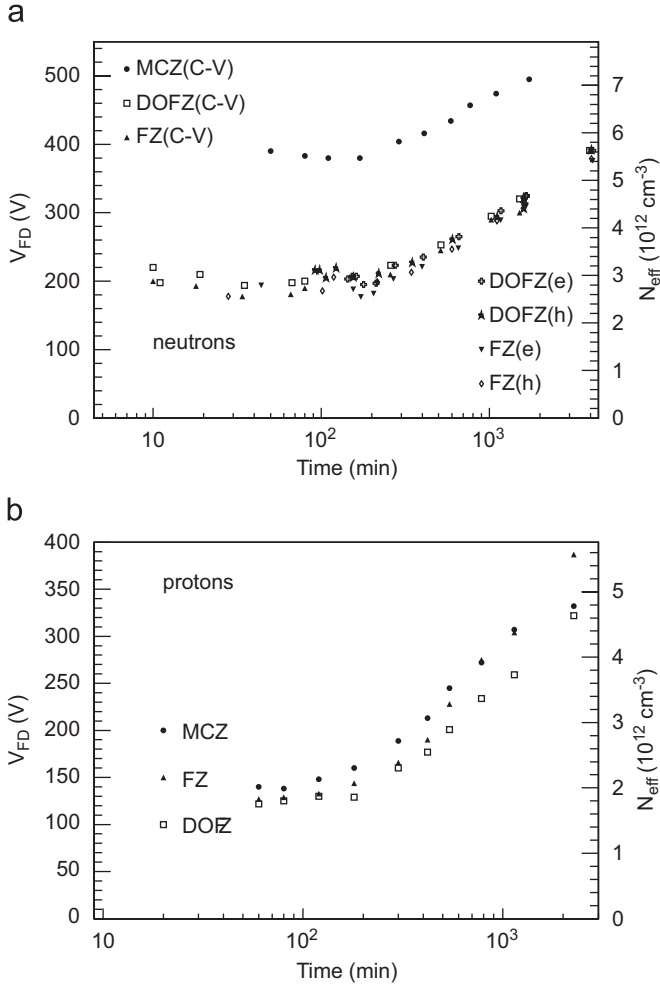 a
MCZ(C-V)
DOFZ(C-V)
FZ(C-V)
500
400
300
200
100
0
V_FD (V)
7
6
5
4
3
2
1
0
N_eff (10^12 cm^-3)
DOFZ(e)
DOFZ(h)
FZ(e)
FZ(h)
neutrons
10
10^2
10^3
Time (min)
b
400
350
300
250
200
150
100
50
0
V_FD (V)
protons
MCZ
FZ
DOFZ
5
4
3
2
1
0
N_eff (10^12 cm^-3)
10
10^2
10^3
Time (min)